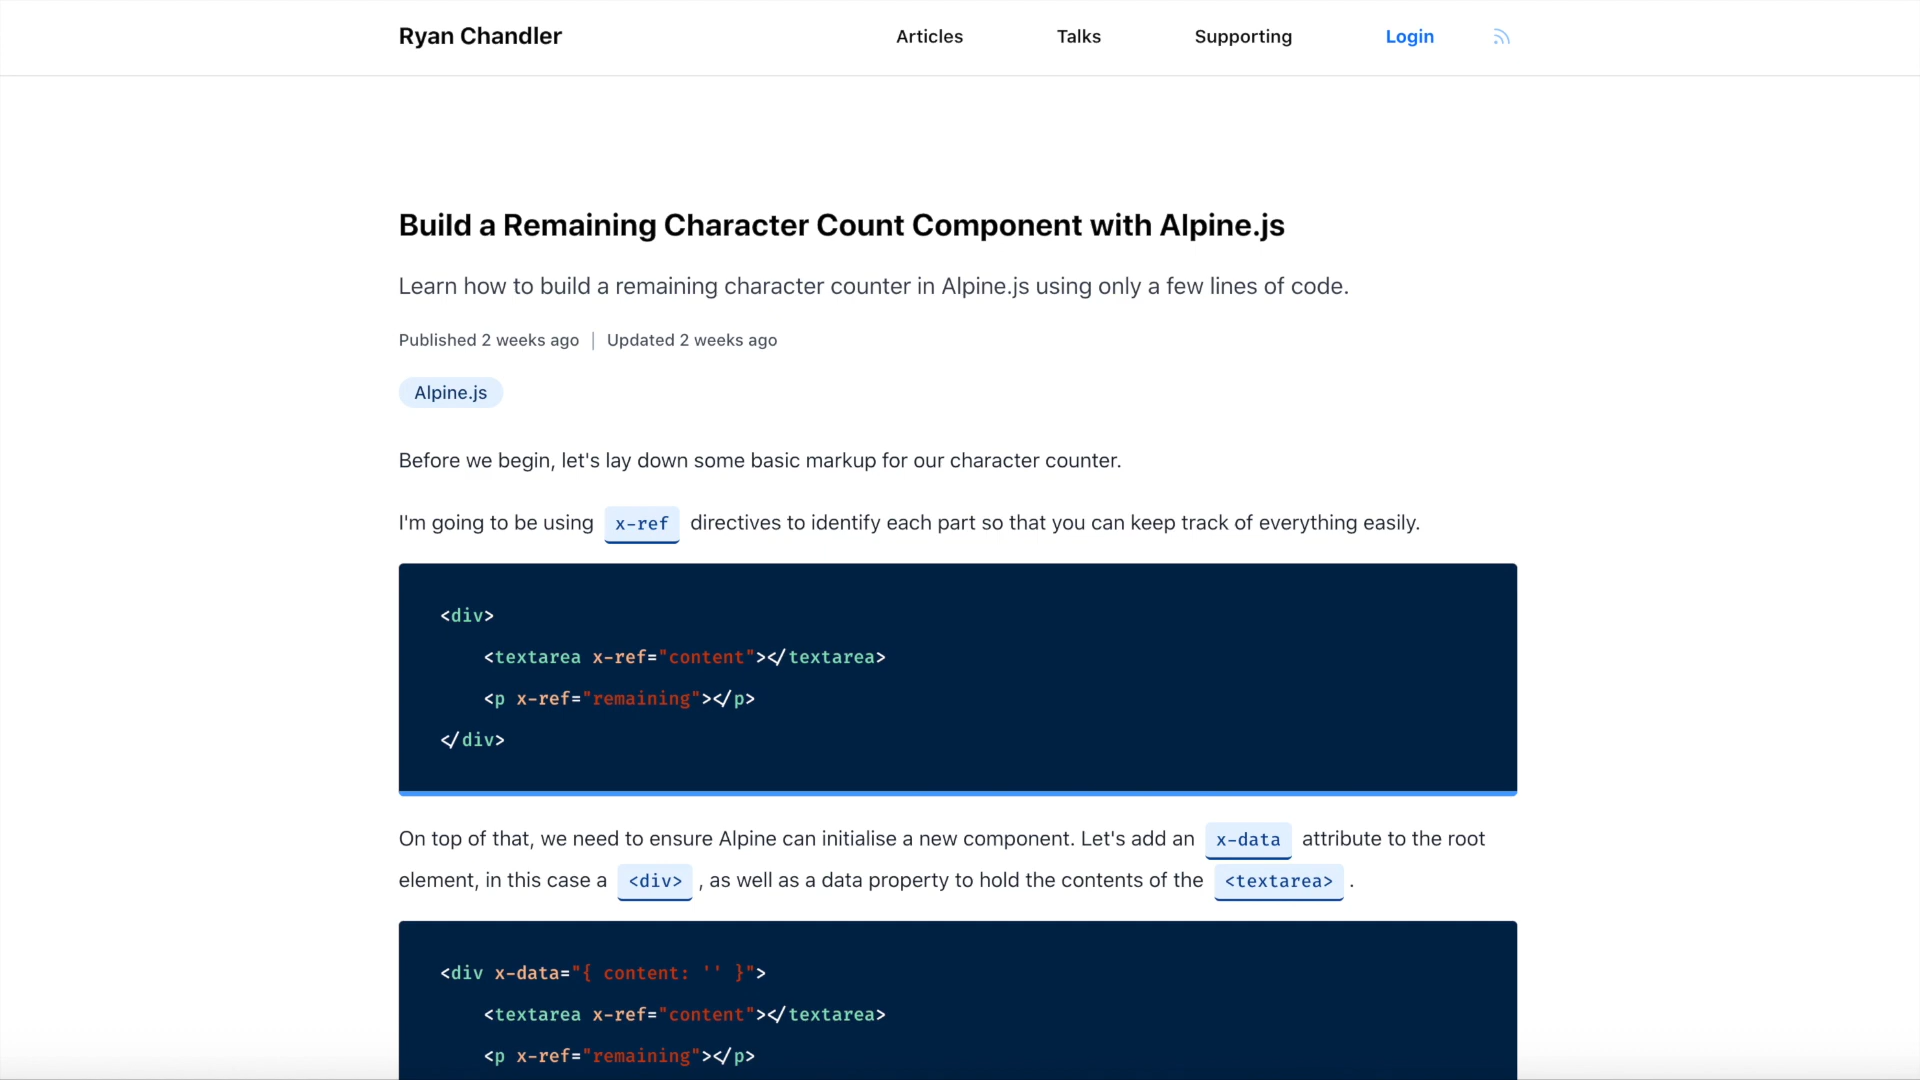 Ryan Chandler
Articles
Talks
Supporting
Login
Build a Remaining Character Count Component with Alpine.js
Learn how to build a remaining character counter in Alpine.js using only a few lines of code.
Published 2 weeks ago | Updated 2 weeks ago
Alpine.js
Before we begin, let's lay down some basic markup for our character counter.
I'm going to be using x-ref directives to identify each part so that you can keep track of everything easily.
<div>
    <textarea x-ref="content"></textarea>
    <p x-ref="remaining"></p>
</div>
On top of that, we need to ensure Alpine can initialise a new component. Let's add an x-data attribute to the root
element, in this case a <div> , as well as a data property to hold the contents of the <textarea> .
<div x-data="{ content: '' }">
    <textarea x-ref="content"></textarea>
    <p x-ref="remaining"></p>